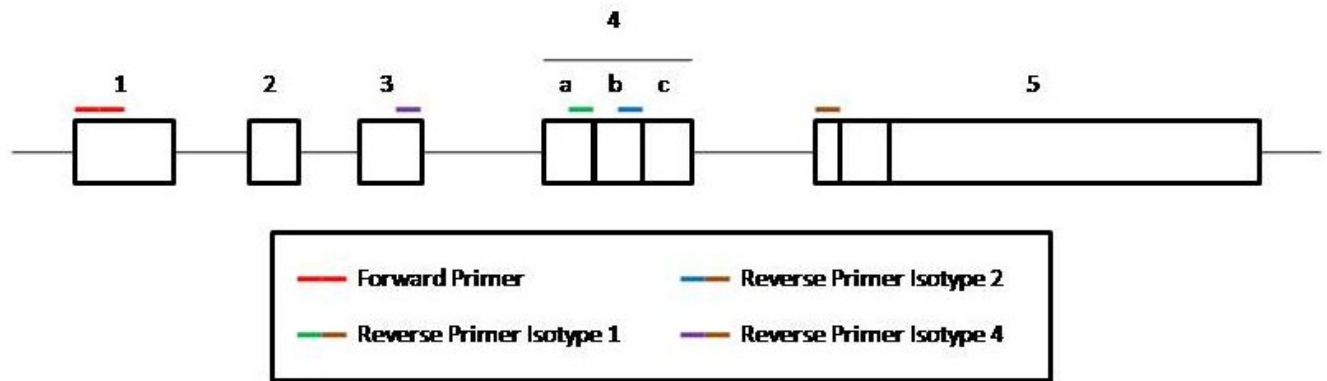 4
1 2 3 a b c 5
Forward Primer Reverse Primer Isotype 2
Reverse Primer Isotype 1 Reverse Primer Isotype 4